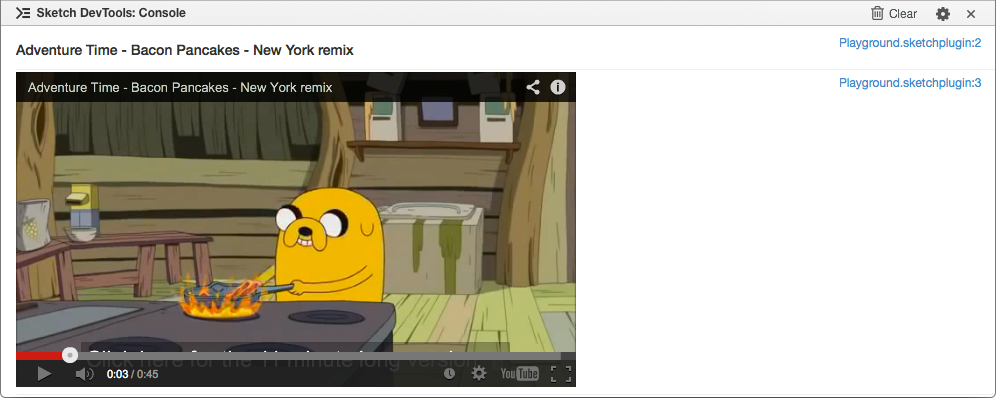 Sketch DevTools: Console
Clear
Adventure Time - Bacon Pancakes - New York remix
Playground.sketchplugin:2
Playground.sketchplugin:3
Adventure Time - Bacon Pancakes - New York remix
Click here for the 11 minute long version
0:03 / 0:45
YouTube